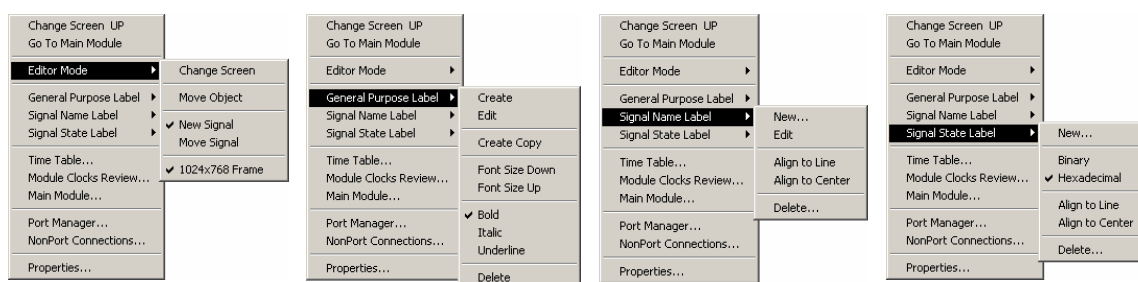 Change Screen UP
Go To Main Module
Editor Mode
General Purpose Label
Signal Name Label
Signal State Label
Time Table...
Module Clocks Review...
Main Module...
Port Manager...
NonPort Connections...
Properties...
Change Screen
Move Object
New Signal
Move Signal
1024x768 Frame
Change Screen UP
Go To Main Module
Editor Mode
General Purpose Label
Signal Name Label
Signal State Label
Time Table...
Module Clocks Review...
Main Module...
Port Manager...
NonPort Connections...
Properties...
Create
Edit
Create Copy
Font Size Down
Font Size Up
Bold
Italic
Underline
Delete
Change Screen UP
Go To Main Module
Editor Mode
General Purpose Label
Signal Name Label
Signal State Label
Time Table...
Module Clocks Review...
Main Module...
Port Manager...
NonPort Connections...
Properties...
New...
Edit
Align to Line
Align to Center
Delete...
Change Screen UP
Go To Main Module
Editor Mode
General Purpose Label
Signal Name Label
Signal State Label
Time Table...
Module Clocks Review...
Main Module...
Port Manager...
NonPort Connections...
Properties...
New...
Binary
Hexadecimal
Align to Line
Align to Center
Delete...